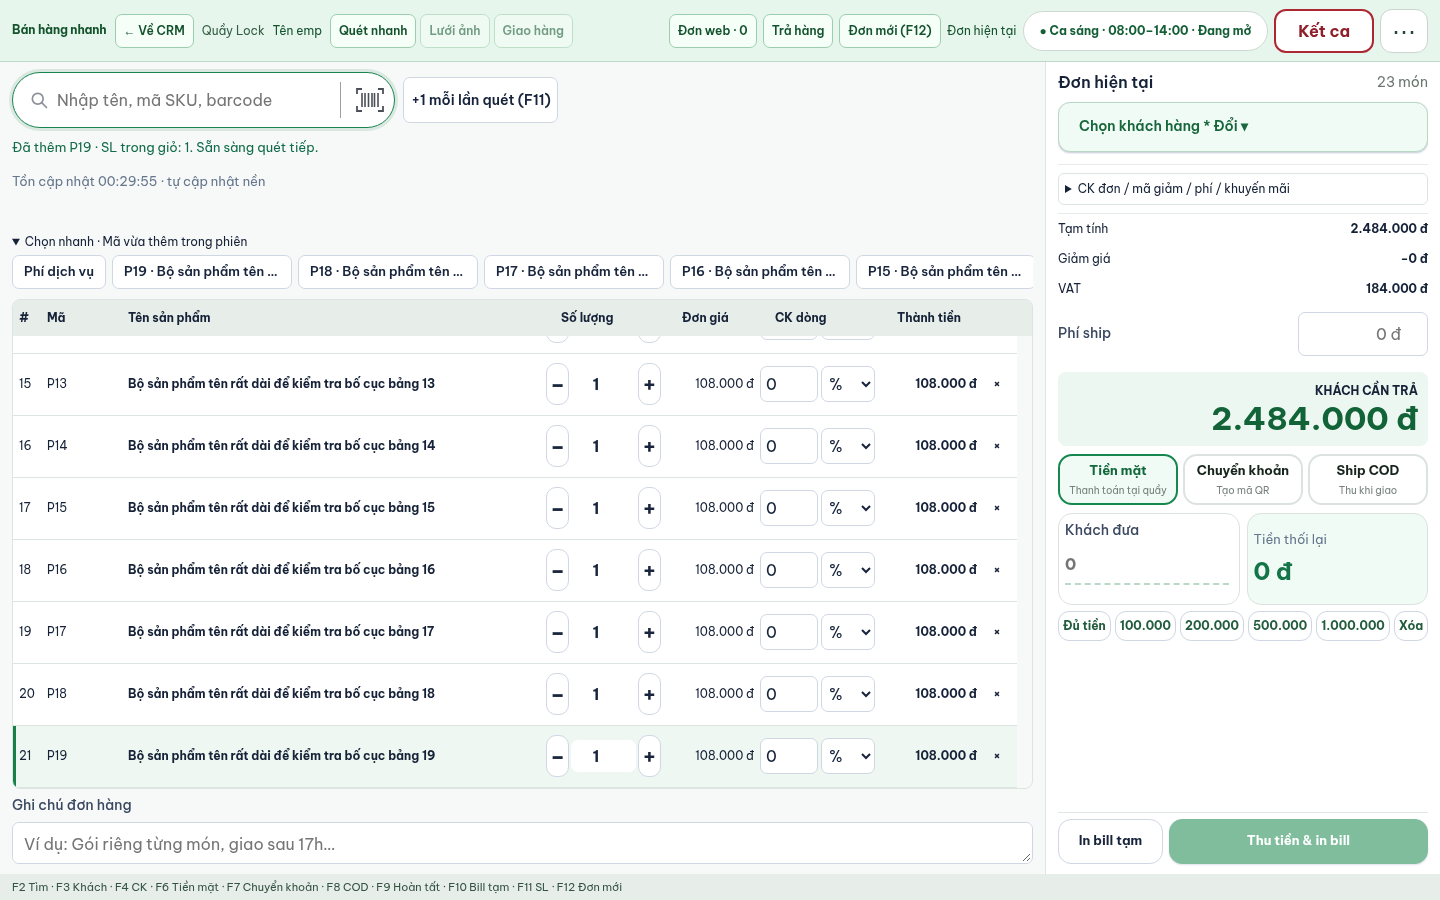 Bán hàng nhanh ← Về CRM Quầy Lock Tên emp Quét nhanh Lưới ảnh Giao hàng Đơn web · 0 Trả hàng Đơn mới (F12) Đơn hiện tại ● Ca sáng · 08:00–14:00 · Đang mở Kết ca ...
Nhập tên, mã SKU, barcode +1 mỗi lần quét (F11)
Đã thêm P19 · SL trong giỏ: 1. Sẵn sàng quét tiếp.
Tồn cập nhật 00:29:55 · tự cập nhật nền
▼ Chọn nhanh · Mã vừa thêm trong phiên
Phí dịch vụ P19 · Bộ sản phẩm tên ... P18 · Bộ sản phẩm tên ... P17 · Bộ sản phẩm tên ... P16 · Bộ sản phẩm tên ... P15 · Bộ sản phẩm tên ...
# Mã Tên sản phẩm Số lượng Đơn giá CK dòng Thành tiền
15 P13 Bộ sản phẩm tên rất dài để kiểm tra bố cục bảng 13 − 1 + 108.000 đ 0 % 108.000 đ ×
16 P14 Bộ sản phẩm tên rất dài để kiểm tra bố cục bảng 14 − 1 + 108.000 đ 0 % 108.000 đ ×
17 P15 Bộ sản phẩm tên rất dài để kiểm tra bố cục bảng 15 − 1 + 108.000 đ 0 % 108.000 đ ×
18 P16 Bộ sản phẩm tên rất dài để kiểm tra bố cục bảng 16 − 1 + 108.000 đ 0 % 108.000 đ ×
19 P17 Bộ sản phẩm tên rất dài để kiểm tra bố cục bảng 17 − 1 + 108.000 đ 0 % 108.000 đ ×
20 P18 Bộ sản phẩm tên rất dài để kiểm tra bố cục bảng 18 − 1 + 108.000 đ 0 % 108.000 đ ×
21 P19 Bộ sản phẩm tên rất dài để kiểm tra bố cục bảng 19 − 1 + 108.000 đ 0 % 108.000 đ ×
Ghi chú đơn hàng
Ví dụ: Gói riêng từng món, giao sau 17h...
Đơn hiện tại 23 món
Chọn khách hàng * Đổi ▾
▶ CK đơn / mã giảm / phí / khuyến mãi
Tạm tính 2.484.000 đ
Giảm giá -0 đ
VAT 184.000 đ
Phí ship 0 đ
KHÁCH CẦN TRẢ
2.484.000 đ
Tiền mặt Chuyển khoản Ship COD
Thanh toán tại quầy Tạo mã QR Thu khi giao
Khách đưa Tiền thối lại
0 0 đ
Đủ tiền 100.000 200.000 500.000 1.000.000 Xóa
In bill tạm Thu tiền & in bill
F2 Tìm · F3 Khách · F4 CK · F6 Tiền mặt · F7 Chuyển khoản · F8 COD · F9 Hoàn tất · F10 Bill tạm · F11 SL · F12 Đơn mới